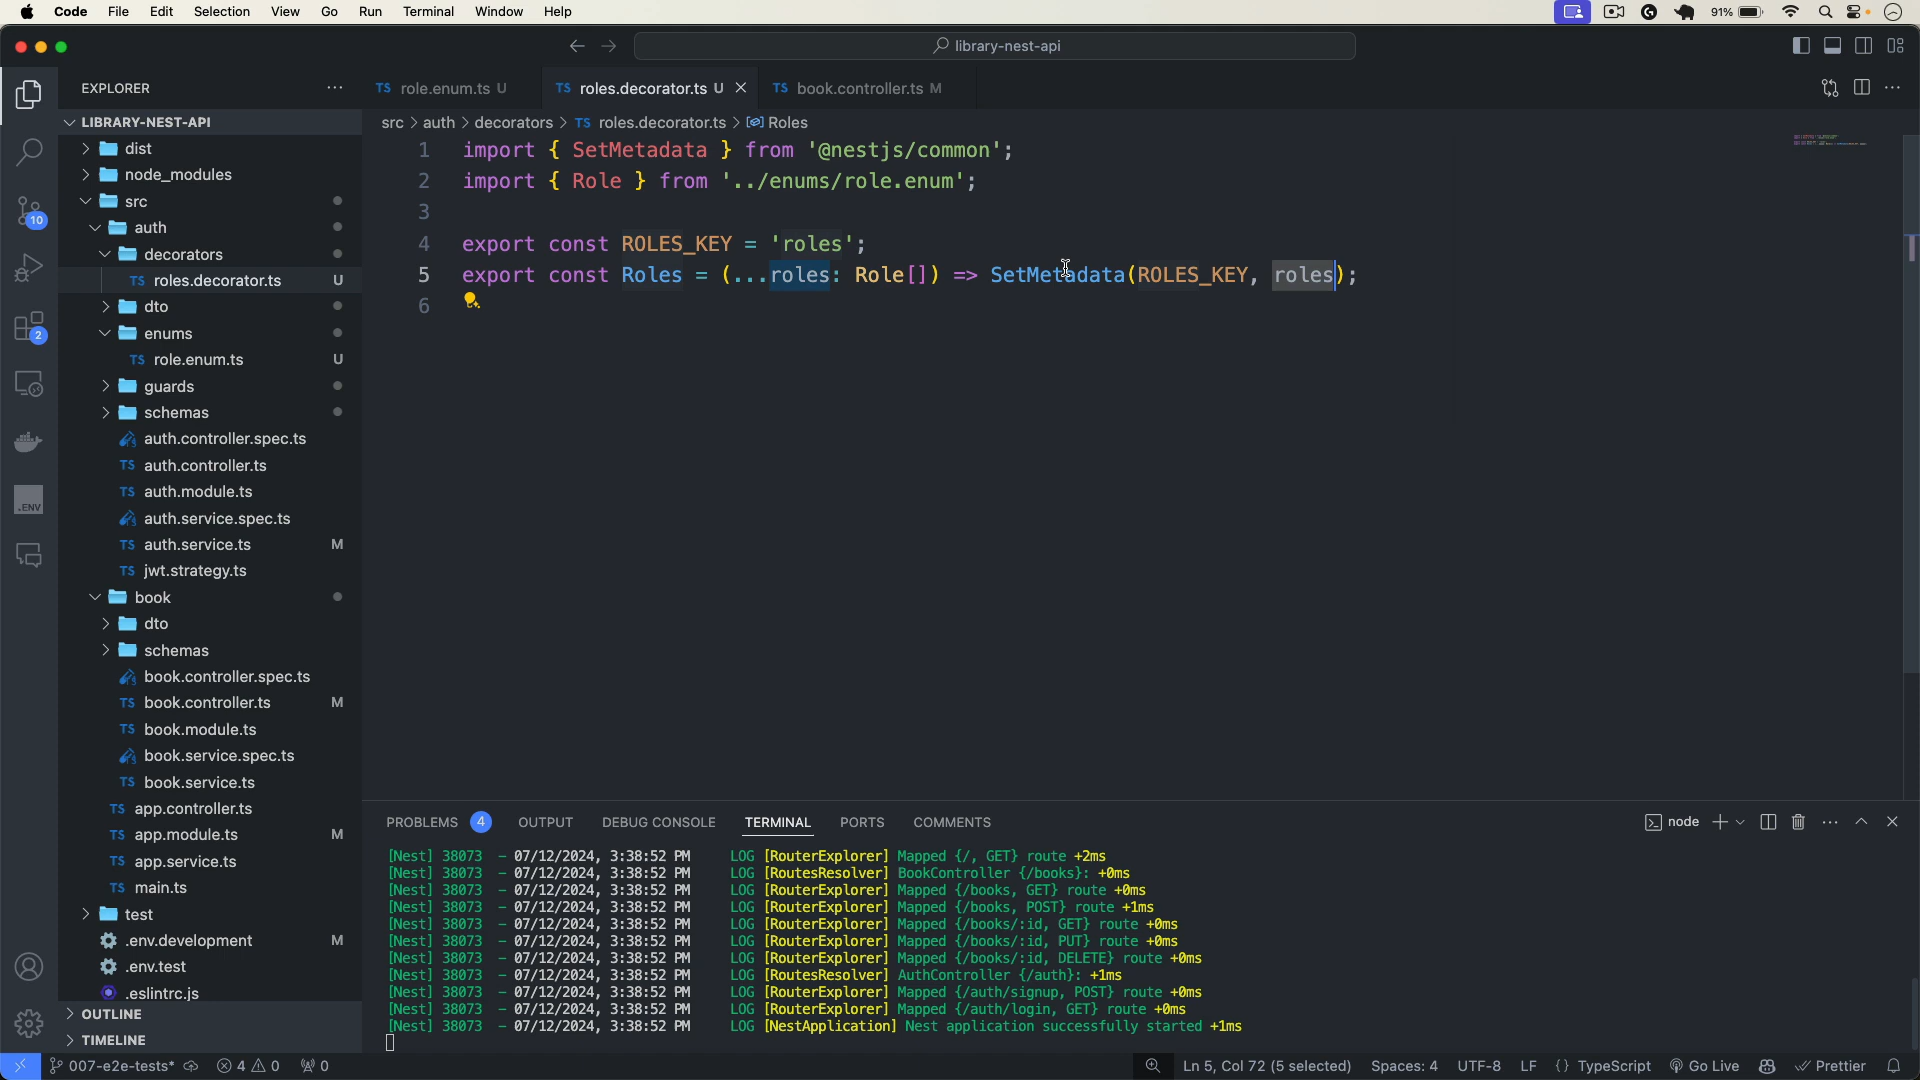 Code File Edit Selection View Go Run Terminal Window Help 91%
library-nest-api
EXPLORER
TS role.enum.ts U
TS roles.decorator.ts U
TS book.controller.ts M
src > auth > decorators > TS roles.decorator.ts > Roles
LIBRARY-NEST-API
dist
node_modules
src
auth
decorators
TS roles.decorator.ts U
dto
enums
TS role.enum.ts U
guards
schemas
auth.controller.spec.ts
TS auth.controller.ts
TS auth.module.ts
auth.service.spec.ts
TS auth.service.ts M
TS jwt.strategy.ts
book
dto
schemas
book.controller.spec.ts
TS book.controller.ts M
TS book.module.ts
book.service.spec.ts
TS book.service.ts
TS app.controller.ts
TS app.module.ts M
TS app.service.ts
TS main.ts
test
.env.development M
.env.test
.eslintrc.js
OUTLINE
TIMELINE
10
2
.ENV
1 import { SetMetadata } from '@nestjs/common';
2 import { Role } from '../enums/role.enum';
3
4 export const ROLES_KEY = 'roles';
5 export const Roles = (...roles: Role[]) => SetMetadata(ROLES_KEY, roles);
6
PROBLEMS 4 OUTPUT DEBUG CONSOLE TERMINAL PORTS COMMENTS
node
[Nest] 38073 - 07/12/2024, 3:38:52 PM LOG [RouterExplorer] Mapped {/, GET} route +2ms
[Nest] 38073 - 07/12/2024, 3:38:52 PM LOG [RoutesResolver] BookController {/books}: +0ms
[Nest] 38073 - 07/12/2024, 3:38:52 PM LOG [RouterExplorer] Mapped {/books, GET} route +0ms
[Nest] 38073 - 07/12/2024, 3:38:52 PM LOG [RouterExplorer] Mapped {/books, POST} route +1ms
[Nest] 38073 - 07/12/2024, 3:38:52 PM LOG [RouterExplorer] Mapped {/books/:id, GET} route +0ms
[Nest] 38073 - 07/12/2024, 3:38:52 PM LOG [RouterExplorer] Mapped {/books/:id, PUT} route +0ms
[Nest] 38073 - 07/12/2024, 3:38:52 PM LOG [RouterExplorer] Mapped {/books/:id, DELETE} route +0ms
[Nest] 38073 - 07/12/2024, 3:38:52 PM LOG [RoutesResolver] AuthController {/auth}: +1ms
[Nest] 38073 - 07/12/2024, 3:38:52 PM LOG [RouterExplorer] Mapped {/auth/signup, POST} route +0ms
[Nest] 38073 - 07/12/2024, 3:38:52 PM LOG [RouterExplorer] Mapped {/auth/login, GET} route +0ms
[Nest] 38073 - 07/12/2024, 3:38:52 PM LOG [NestApplication] Nest application successfully started +1ms
007-e2e-tests* 4 0 0 Ln 5, Col 72 (5 selected) Spaces: 4 UTF-8 LF {} TypeScript Go Live Prettier